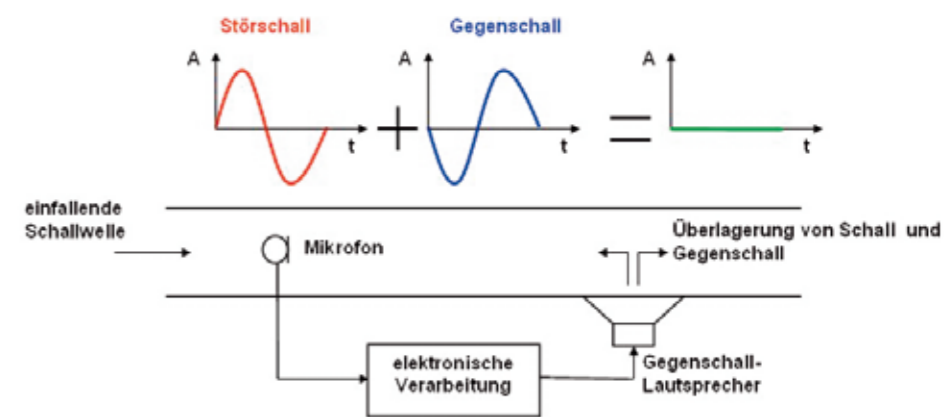 Störschall
Gegenschall
A
A
A
t
t
t
einfallende
Schallwelle
Mikrofon
Überlagerung von Schall und
Gegenschall
elektronische
Verarbeitung
Gegenschall-
Lautsprecher